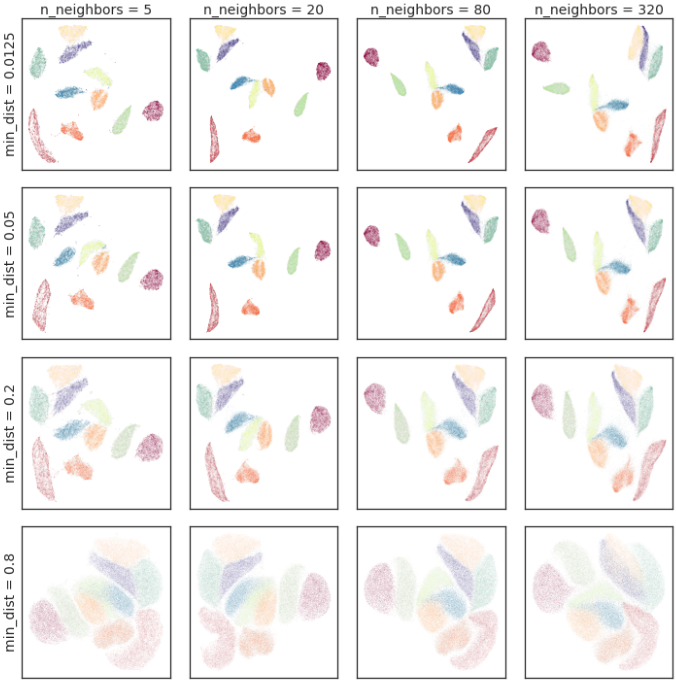 n_neighbors = 5
n_neighbors = 20
n_neighbors = 80
n_neighbors = 320
min_dist = 0.0125
min_dist = 0.05
min_dist = 0.2
min_dist = 0.8